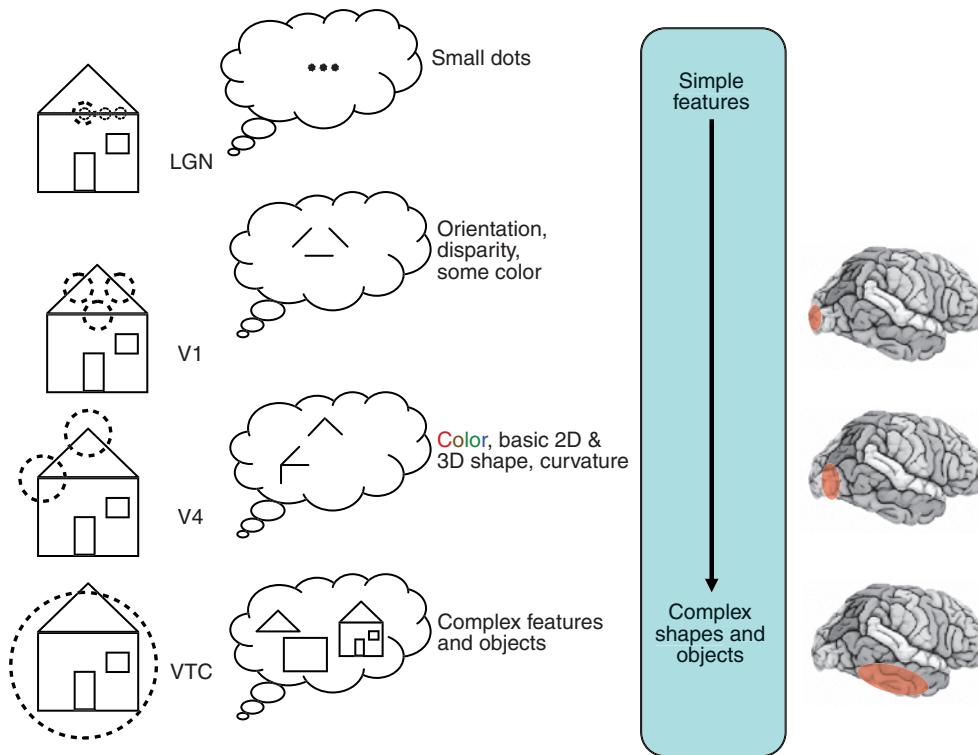 Small dots
LGN
Orientation,
disparity,
some color
V1
Color, basic 2D &
3D shape, curvature
V4
Complex features
and objects
VTC
Simple
features
Complex
shapes and
objects